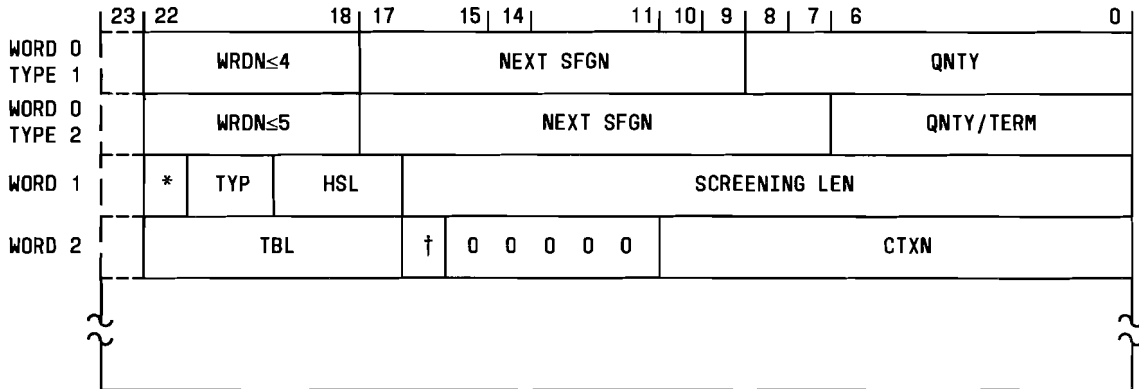 23 22 18 17 15 14 11 10 9 8 7 6 0
WORD 0
TYPE 1
WRDN≤4 NEXT SFGN QNTY
WORD 0
TYPE 2
WRDN≤5 NEXT SFGN QNTY/TERM
WORD 1 * TYP HSL SCREENING LEN
WORD 2 TBL † 0 0 0 0 0 CTXN